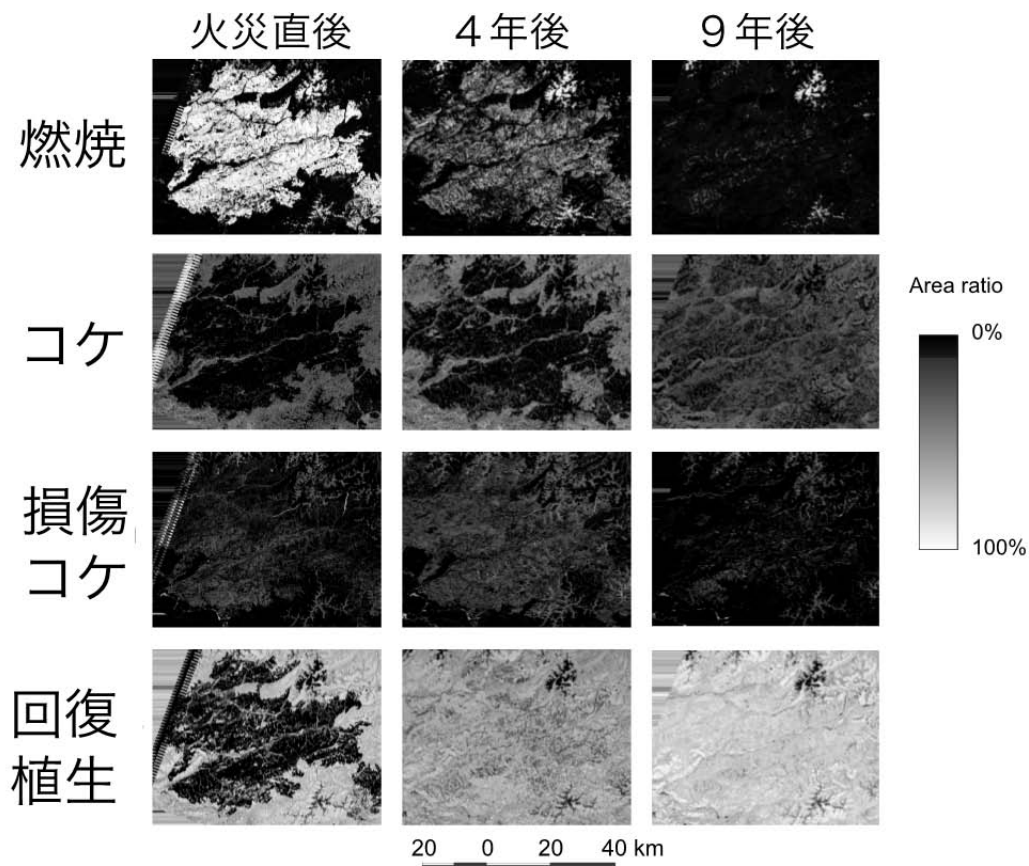 火災直後
４年後
９年後
燃焼
コケ
損傷
コケ
回復
植生
Area ratio
0%
100%
20 0 20 40 km